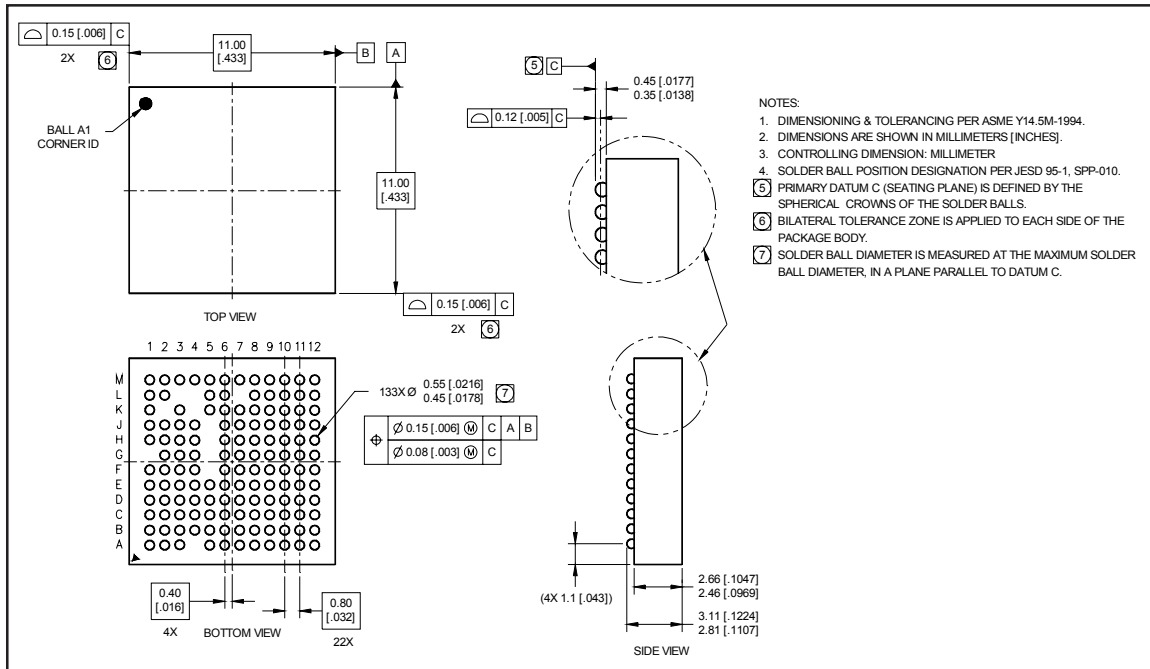 0.15 [.006] C
2X 6
11.00
[.433]
B
A
BALL A1
CORNER ID
11.00
[.433]
0.15 [.006] C
2X 6
TOP VIEW
5 C
0.45 [.0177]
0.35 [.0138]
0.12 [.005] C
NOTES:
1. DIMENSIONING & TOLERANCING PER ASME Y14.5M-1994.
2. DIMENSIONS ARE SHOWN IN MILLIMETERS [INCHES].
3. CONTROLLING DIMENSION: MILLIMETER
4. SOLDER BALL POSITION DESIGNATION PER JESD 95-1, SPP-010.
5 PRIMARY DATUM C (SEATING PLANE) IS DEFINED BY THE
SPHERICAL CROWNS OF THE SOLDER BALLS.
6 BILATERAL TOLERANCE ZONE IS APPLIED TO EACH SIDE OF THE
PACKAGE BODY.
7 SOLDER BALL DIAMETER IS MEASURED AT THE MAXIMUM SOLDER
BALL DIAMETER, IN A PLANE PARALLEL TO DATUM C.
1 2 3 4 5 6 7 8 9 10 11 12
M
L
K
J
H
G
F
E
D
C
B
A
133X Ø 0.55 [.0216]
0.45 [.0178] 7
Ø 0.15 [.006] Ⓜ C A B
Ø 0.08 [.003] Ⓜ C
0.40
[.016]
4X
BOTTOM VIEW
0.80
[.032]
22X
(4X 1.1 [.043])
2.66 [.1047]
2.46 [.0969]
3.11 [.1224]
2.81 [.1107]
SIDE VIEW